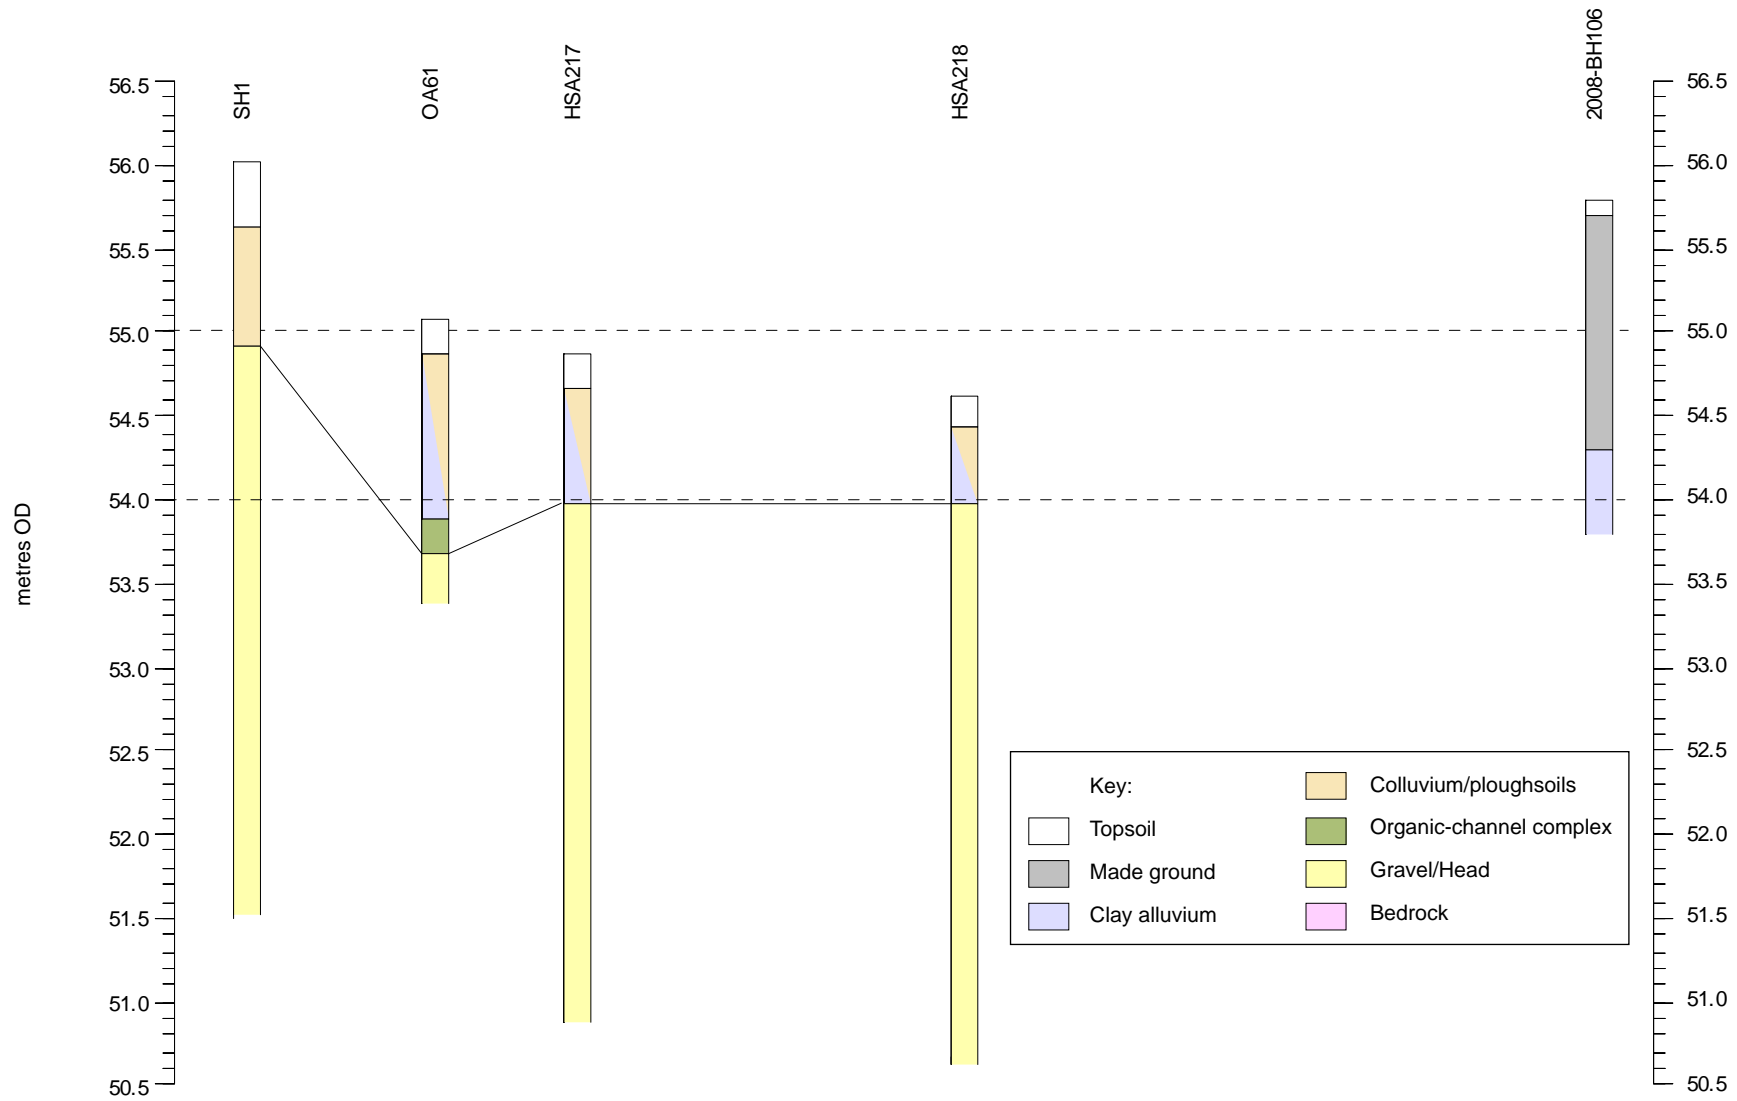 SH1
OA61
HSA217
HSA218
2008-BH106
metres OD
56.5
56.0
55.5
55.0
54.5
54.0
53.5
53.0
52.5
52.0
51.5
51.0
50.5
56.5
56.0
55.5
55.0
54.5
54.0
53.5
53.0
52.5
52.0
51.5
51.0
50.5
Key:
Topsoil
Made ground
Clay alluvium
Colluvium/ploughsoils
Organic-channel complex
Gravel/Head
Bedrock